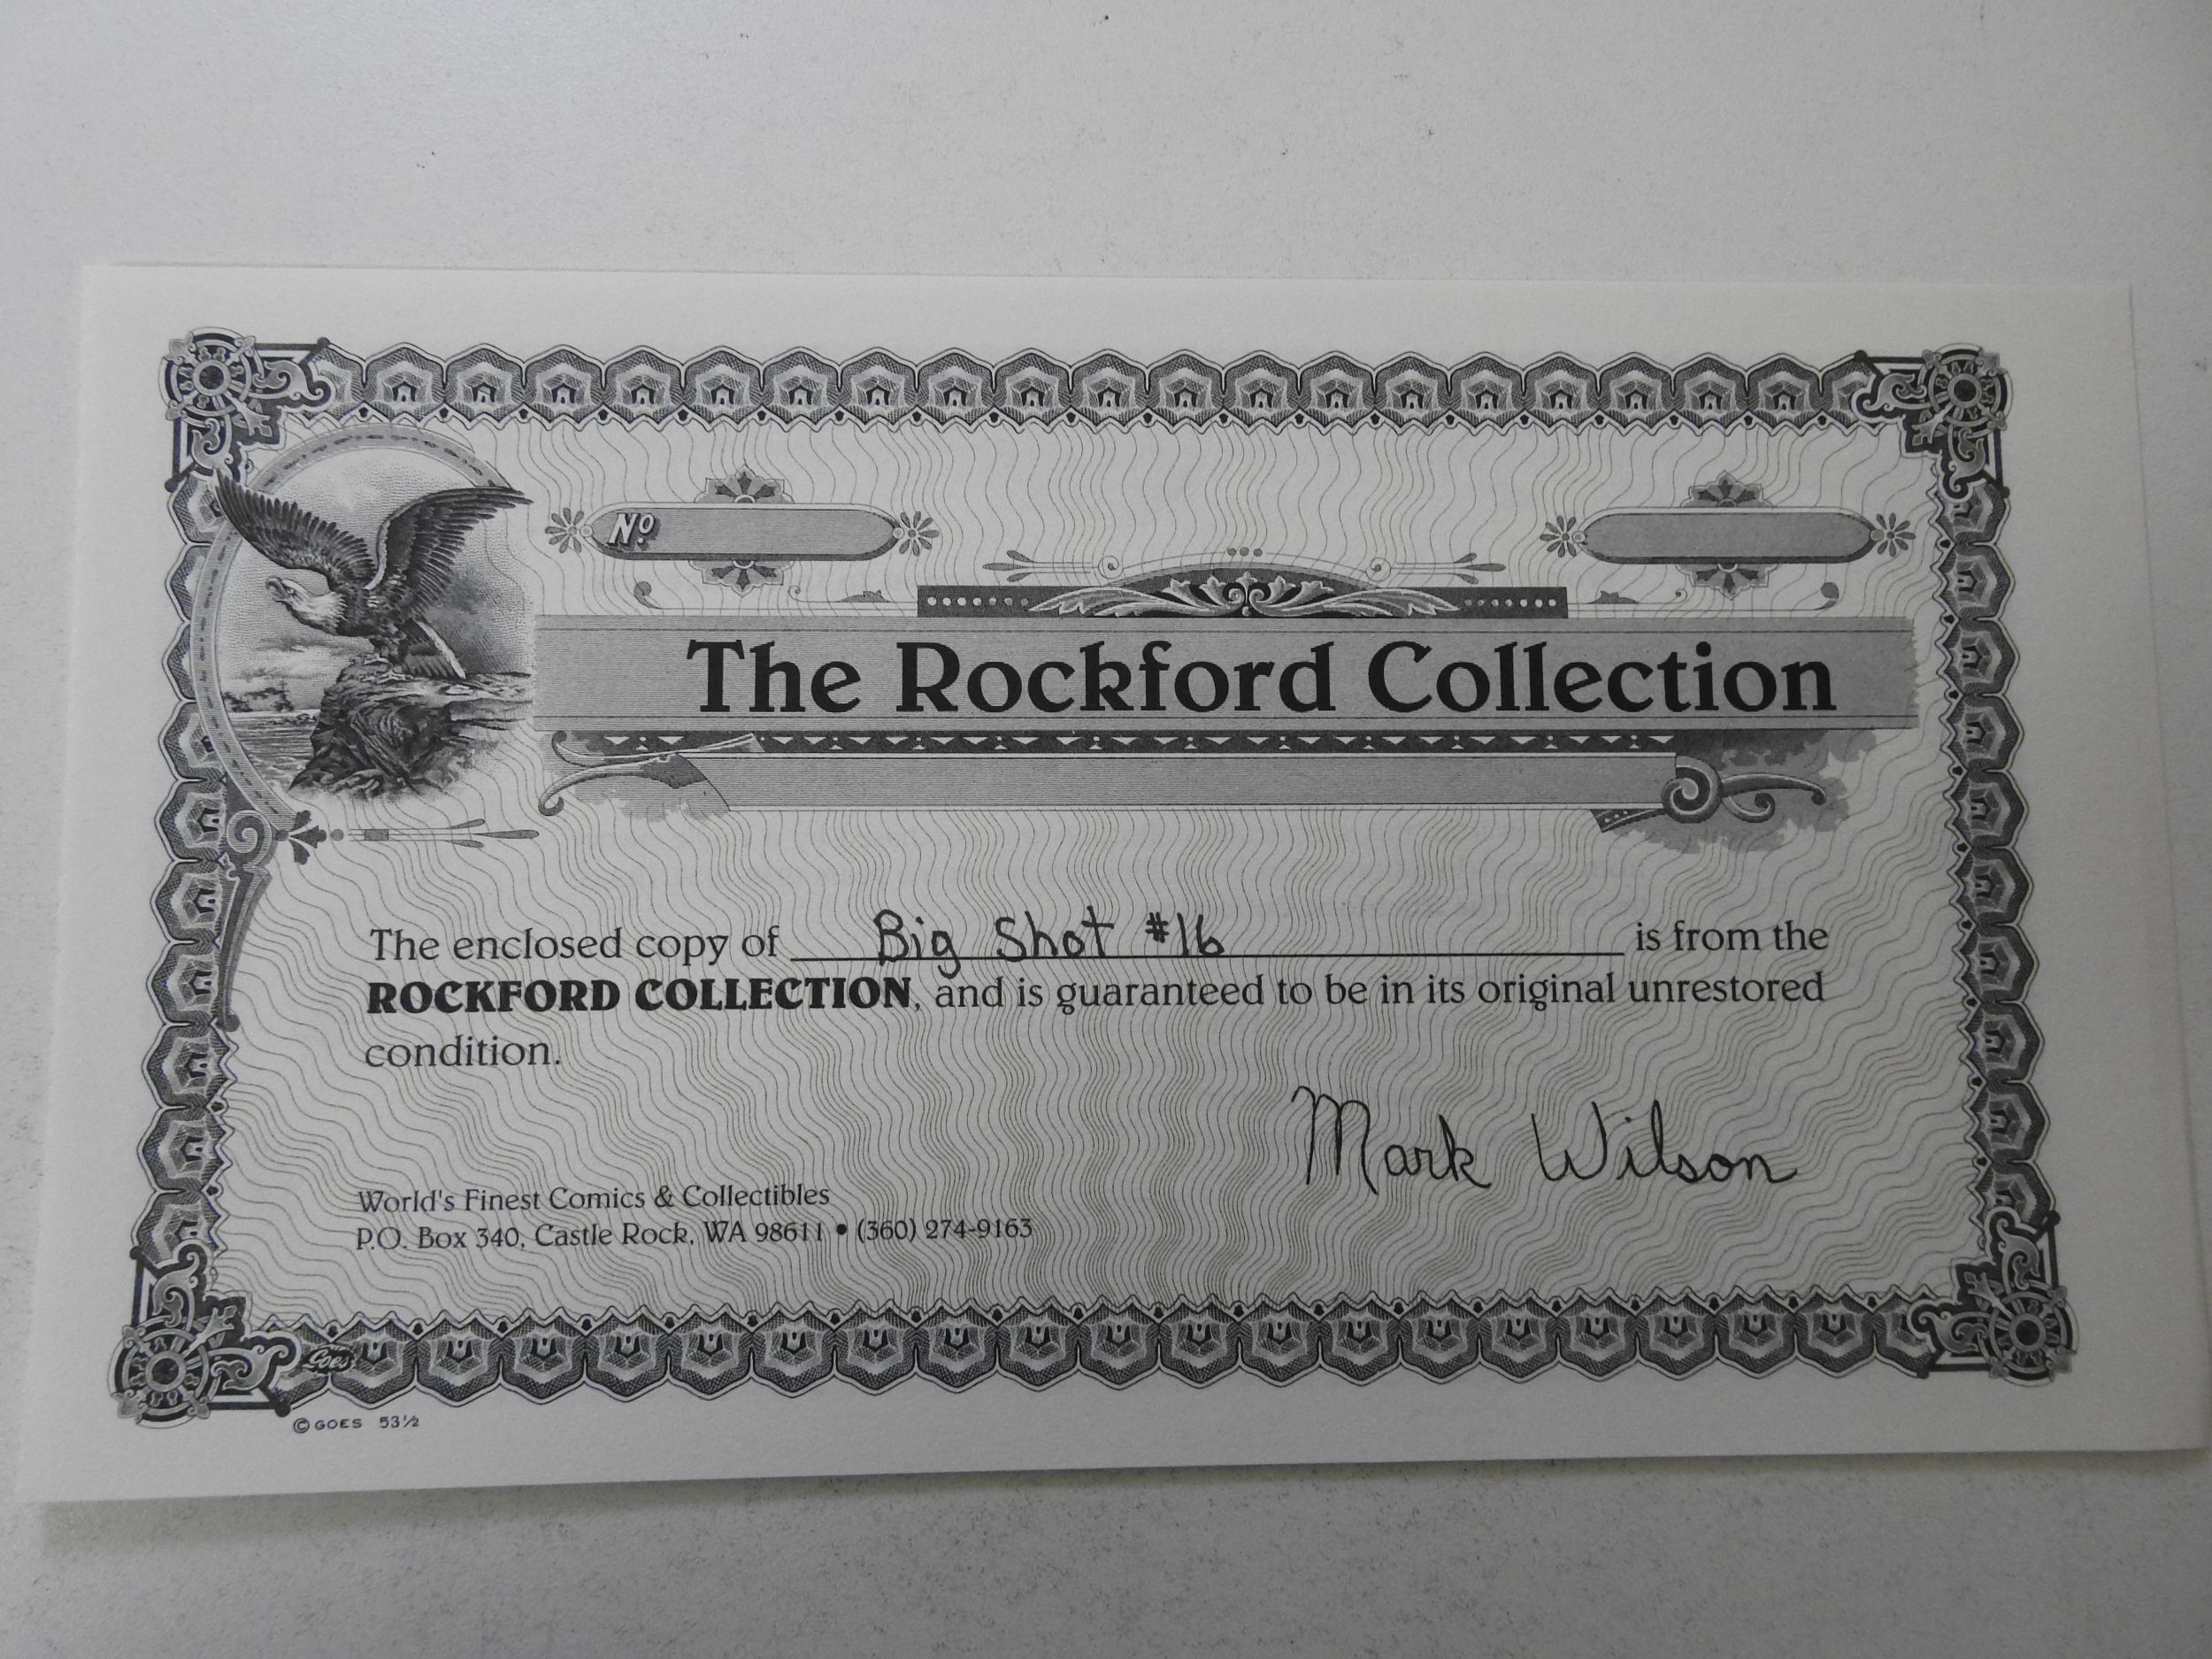 Nº
The Rockford Collection
The enclosed copy of Big Shot #16 is from the
ROCKFORD COLLECTION, and is guaranteed to be in its original unrestored
condition.
Mark Wilson
World's Finest Comics & Collectibles
P.O. Box 340, Castle Rock, WA 98611 • (360) 274-9163
Goes
© GOES 53½